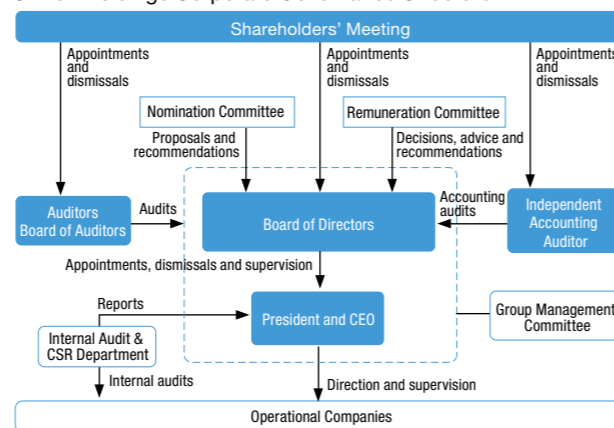 Shareholders' Meeting
Appointments
and
dismissals
Appointments
and
dismissals
Appointments
and
dismissals
Nomination Committee
Remuneration Committee
Proposals and
recommendations
Decisions, advice and
recommendations
Auditors
Board of Auditors
Audits
Board of Directors
Accounting
audits
Independent
Accounting
Auditor
Appointments, dismissals and supervision
Reports
President and CEO
Group Management
Committee
Internal Audit &
CSR Department
Internal audits
Direction and supervision
Operational Companies